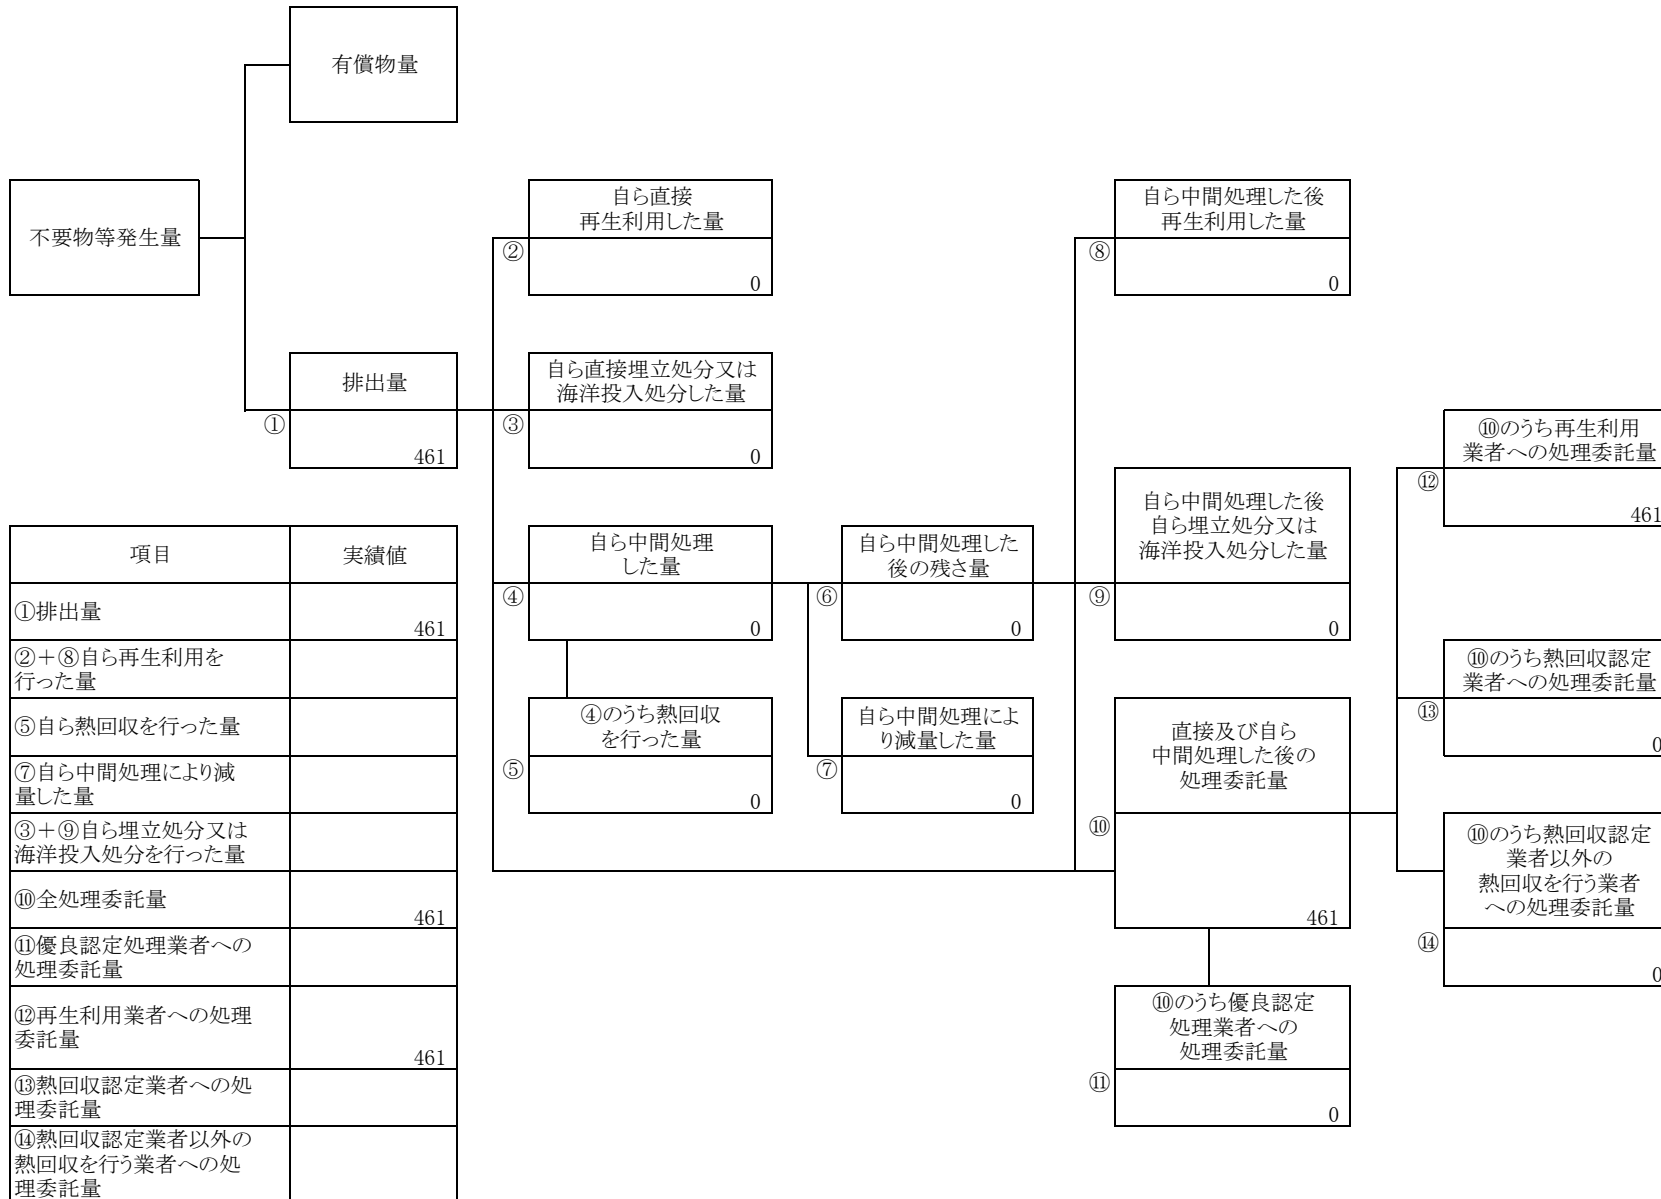 有償物量
不要物等発生量
自ら直接
再生利用した量
②
0
自ら中間処理した後
再生利用した量
⑧
0
排出量
①
461
自ら直接埋立処分又は
海洋投入処分した量
③
0
⑩のうち再生利用
業者への処理委託量
⑫
461
自ら中間処理
した量
④
0
自ら中間処理した
後の残さ量
⑥
0
自ら中間処理した後
自ら埋立処分又は
海洋投入処分した量
⑨
0
⑩のうち熱回収認定
業者への処理委託量
⑬
0
④のうち熱回収
を行った量
⑤
0
自ら中間処理によ
り減量した量
⑦
0
直接及び自ら
中間処理した後の
処理委託量
⑩
461
⑩のうち熱回収認定
業者以外の
熱回収を行う業者
への処理委託量
⑭
0
⑩のうち優良認定
処理業者への
処理委託量
⑪
0
項目 実績値
①排出量
461
②＋⑧自ら再生利用を
行った量
⑤自ら熱回収を行った量
⑦自ら中間処理により減
量した量
③＋⑨自ら埋立処分又は
海洋投入処分を行った量
⑩全処理委託量
461
⑪優良認定処理業者への
処理委託量
⑫再生利用業者への処理
委託量
461
⑬熱回収認定業者への処
理委託量
⑭熱回収認定業者以外の
熱回収を行う業者への処
理委託量